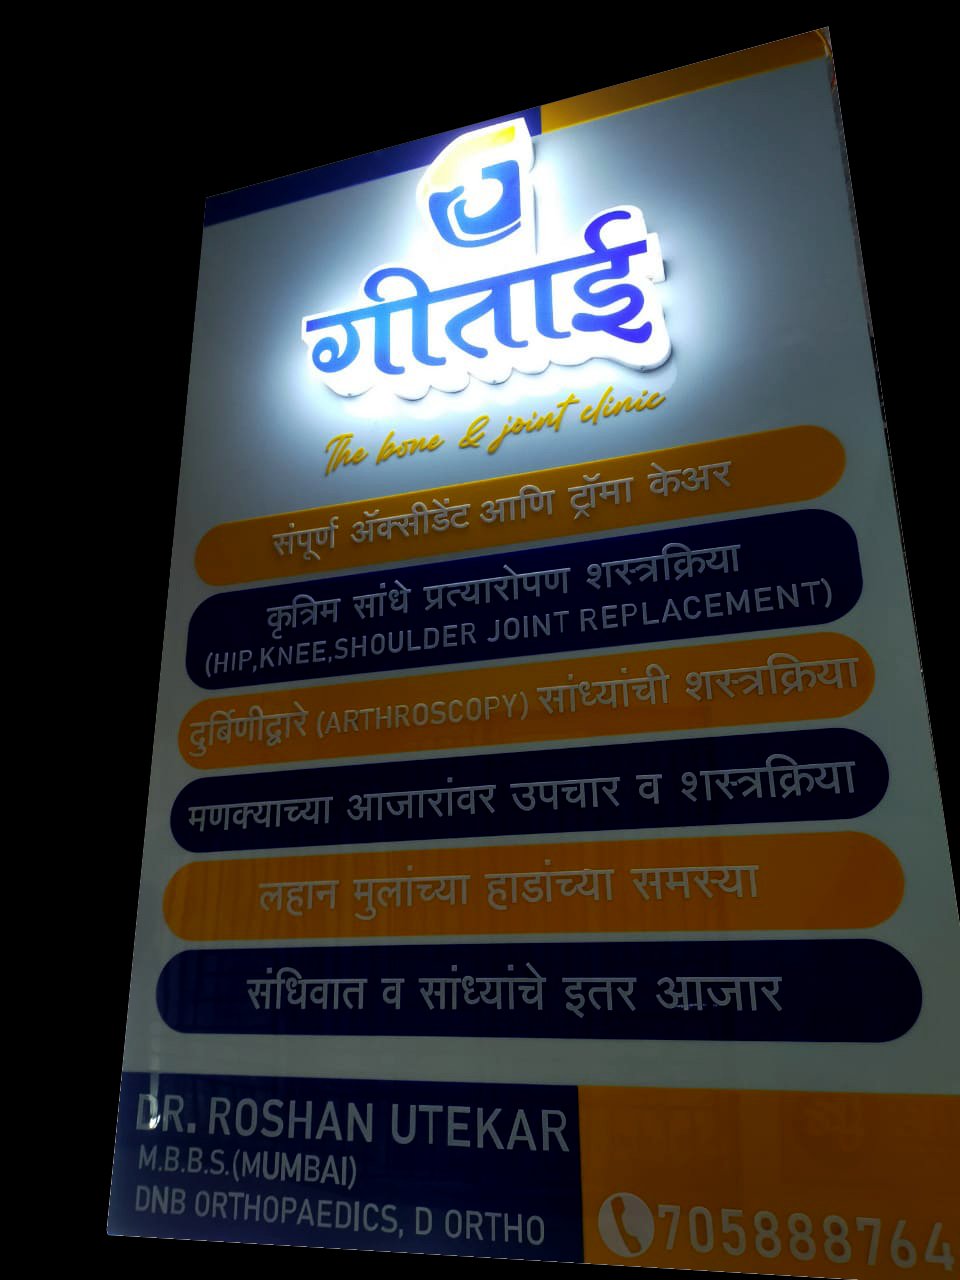 गीताई
The bone & joint clinic
संपूर्ण ॲक्सीडेंट आणि ट्रॉमा केअर
कृत्रिम सांधे प्रत्यारोपण शस्त्रक्रिया
(HIP,KNEE,SHOULDER JOINT REPLACEMENT)
दुर्बिणीद्वारे (ARTHROSCOPY) सांध्यांची शस्त्रक्रिया
मणक्याच्या आजारांवर उपचार व शस्त्रक्रिया
लहान मुलांच्या हाडांच्या समस्या
संधिवात व सांध्यांचे इतर आजार
DR. ROSHAN UTEKAR
M.B.B.S.(MUMBAI)
DNB ORTHOPAEDICS, D ORTHO
705888764